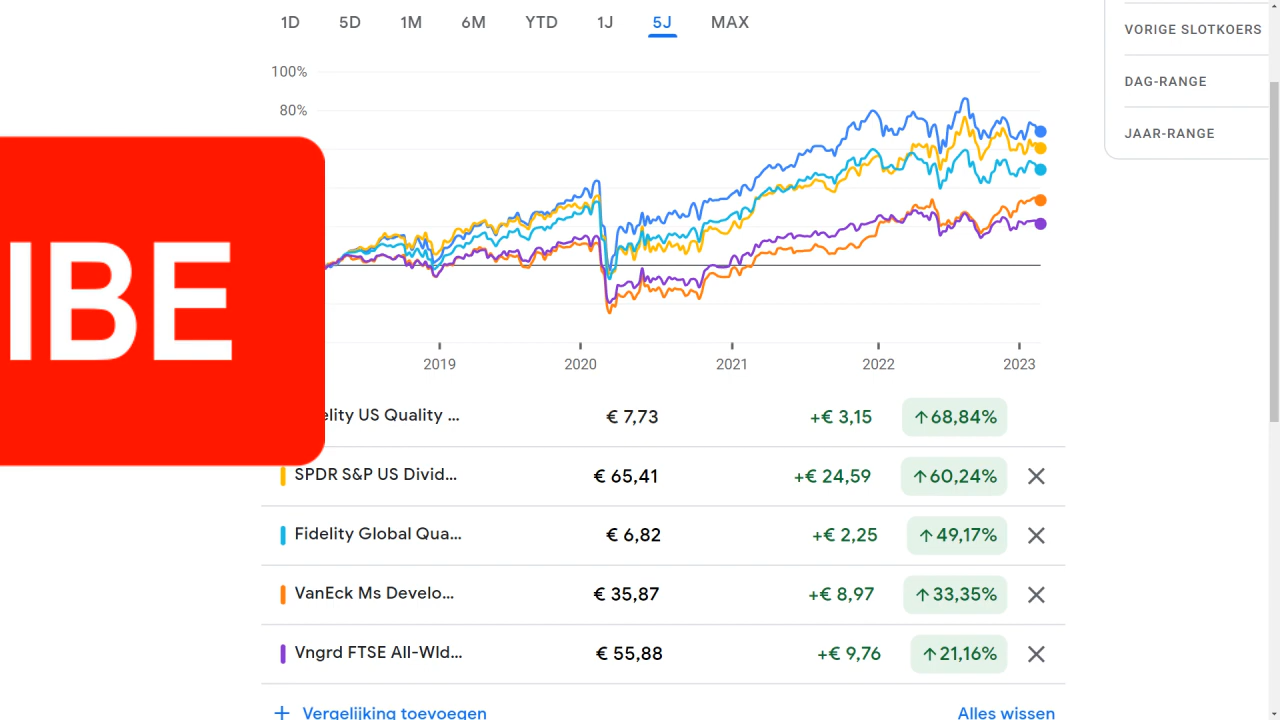 1D 5D 1M 6M YTD 1J 5J MAX
VORIGE SLOTKOERS
100%
DAG-RANGE
80%
JAAR-RANGE
IBE
2019 2020 2021 2022 2023
elity US Quality ... € 7,73 +€ 3,15 ↑68,84%
SPDR S&P US Divid... € 65,41 +€ 24,59 ↑60,24%
Fidelity Global Qua... € 6,82 +€ 2,25 ↑49,17%
VanEck Ms Develo... € 35,87 +€ 8,97 ↑33,35%
Vngrd FTSE All-Wld... € 55,88 +€ 9,76 ↑21,16%
+ Vergelijking toevoegen Alles wissen